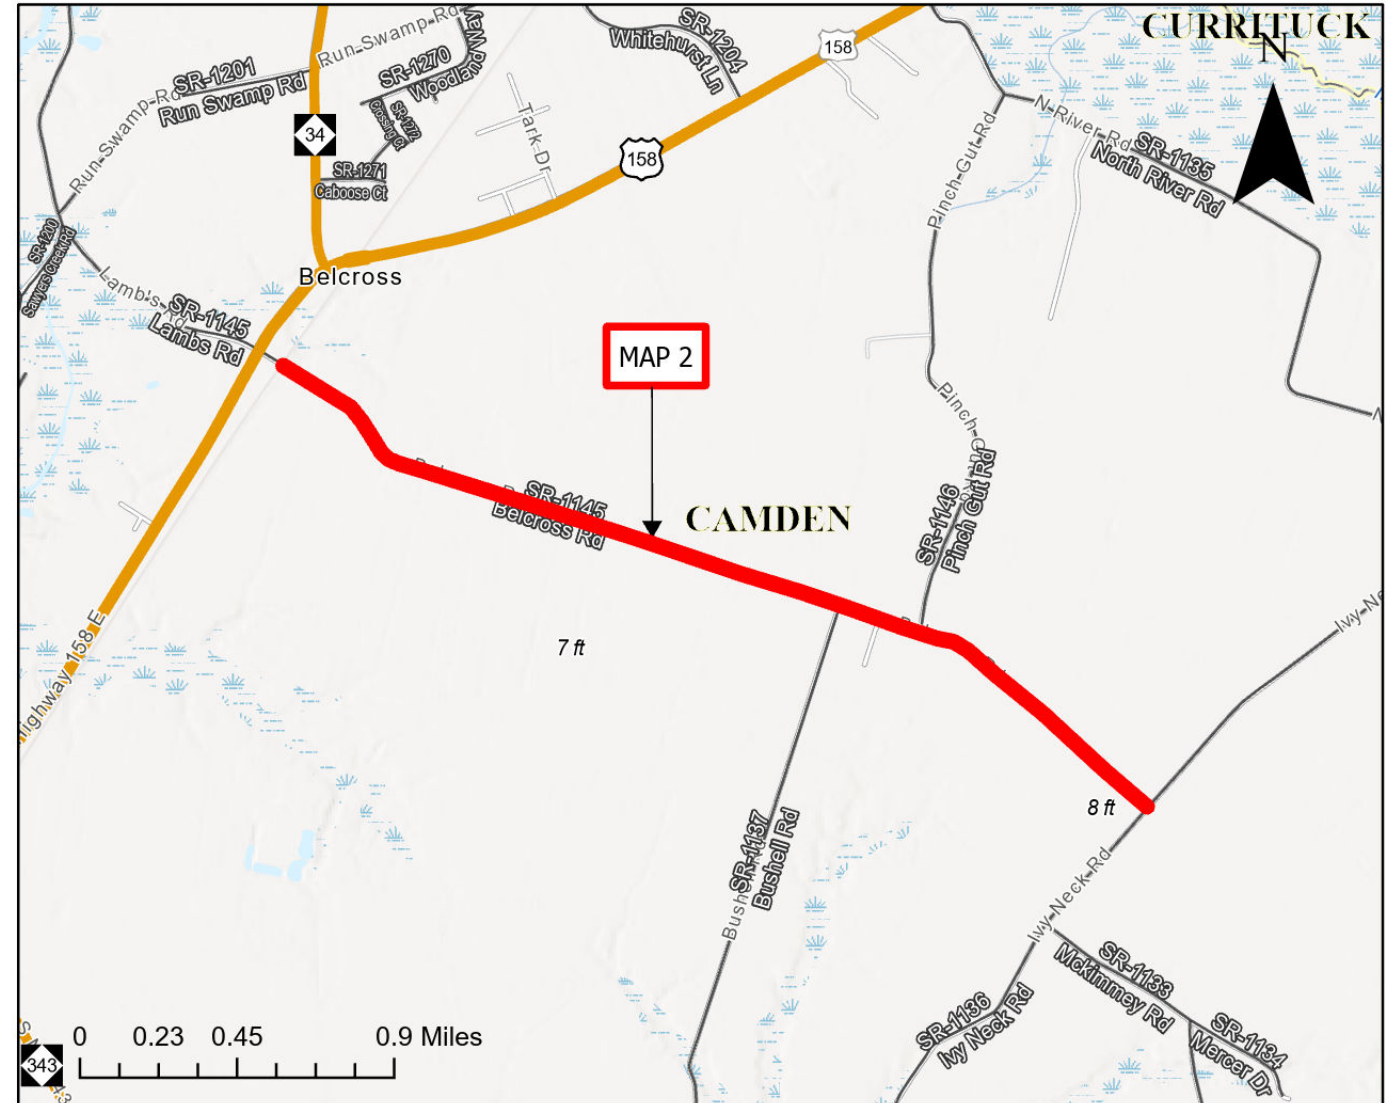 CURRITUCK
N
Run-Swamp-Rd
SR-1201
Run Swamp Rd
SR-1270
Woodland Way
SR-1272
Crossing Ct
SR-1271
Caboose Ct
34
SR-1204
Whitehurst Ln
158
158
Tark-Dr
Run-Swamp-Rd
SR-1200
Sawyers Creek Rd
Pinch-Gut-Rd
N-River-Rd
SR-1135
North River Rd
Belcross
Lamb's
SR-1145
Lambs Rd
MAP 2
Pinch-G
SR-1145
Belcross Rd
CAMDEN
SR-1146
Pinch Gut Rd
Highway 158 E
7 ft
Ivy-Ne
8 ft
SR-1137
Bushell Rd
Ivy-Neck-Rd
SR-1133
Mckimmey Rd
SR-1136
Ivy Neck Rd
SR-1134
Mercer Dr
0 0.23 0.45 0.9 Miles
343